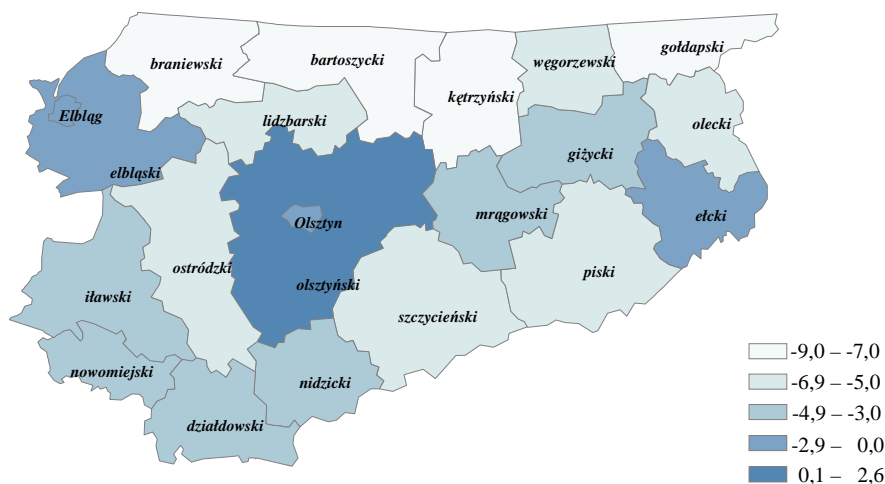 braniewski
bartoszycki
gołdapski
węgorzewski
kętrzyński
Elbląg
lidzbarski
olecki
giżycki
elbląski
mrągowski
ełcki
Olsztyn
ostródzki
piski
olsztyński
iławski
szczycieński
nowomiejski
nidzicki
działdowski
-9,0 – -7,0
-6,9 – -5,0
-4,9 – -3,0
-2,9 – 0,0
0,1 – 2,6